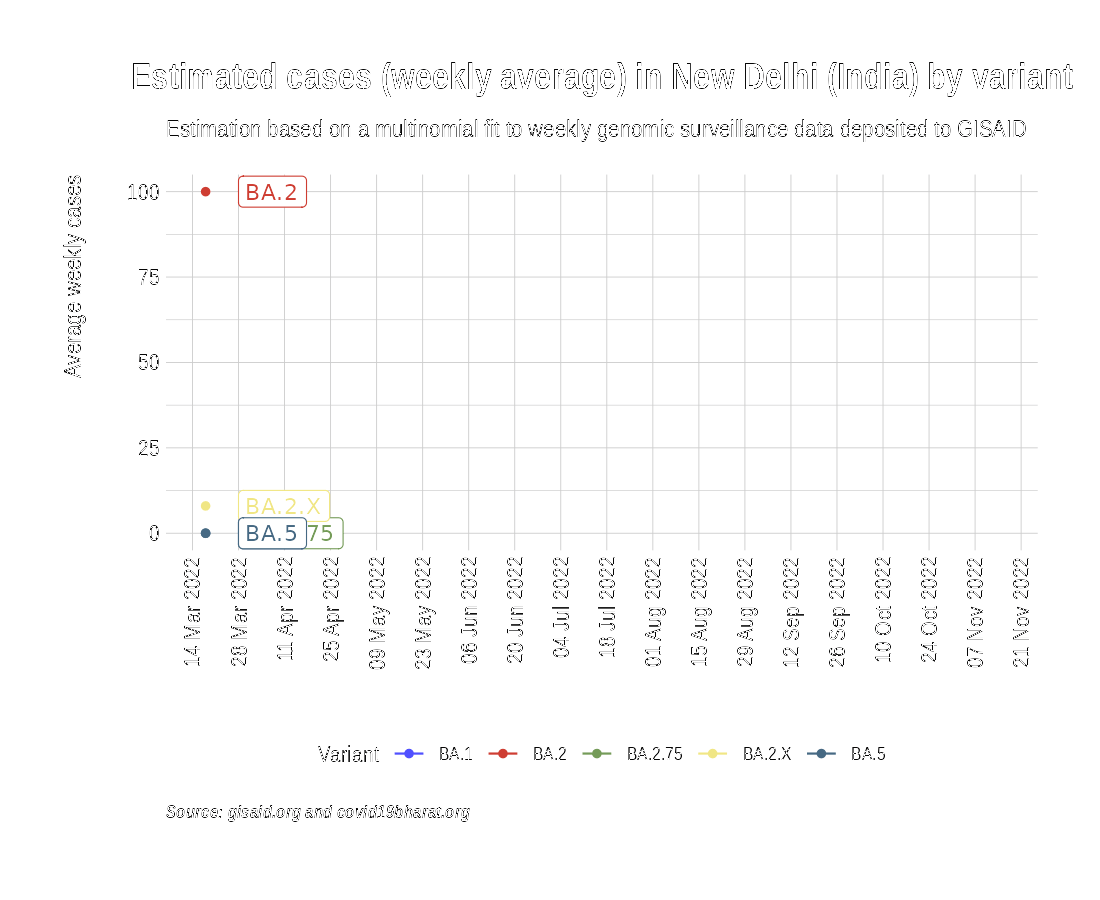 Estimated cases (weekly average) in New Delhi (India) by variant
Estimation based on a multinomial fit to weekly genomic surveillance data deposited to GISAID
Average weekly cases
100
75
50
25
0
BA.2
BA.2.X
BA.5
75
14 Mar 2022
28 Mar 2022
11 Apr 2022
25 Apr 2022
09 May 2022
23 May 2022
06 Jun 2022
20 Jun 2022
04 Jul 2022
18 Jul 2022
01 Aug 2022
15 Aug 2022
29 Aug 2022
12 Sep 2022
26 Sep 2022
10 Oct 2022
24 Oct 2022
07 Nov 2022
21 Nov 2022
Variant BA.1 BA.2 BA.2.75 BA.2.X BA.5
Source: gisaid.org and covid19bharat.org